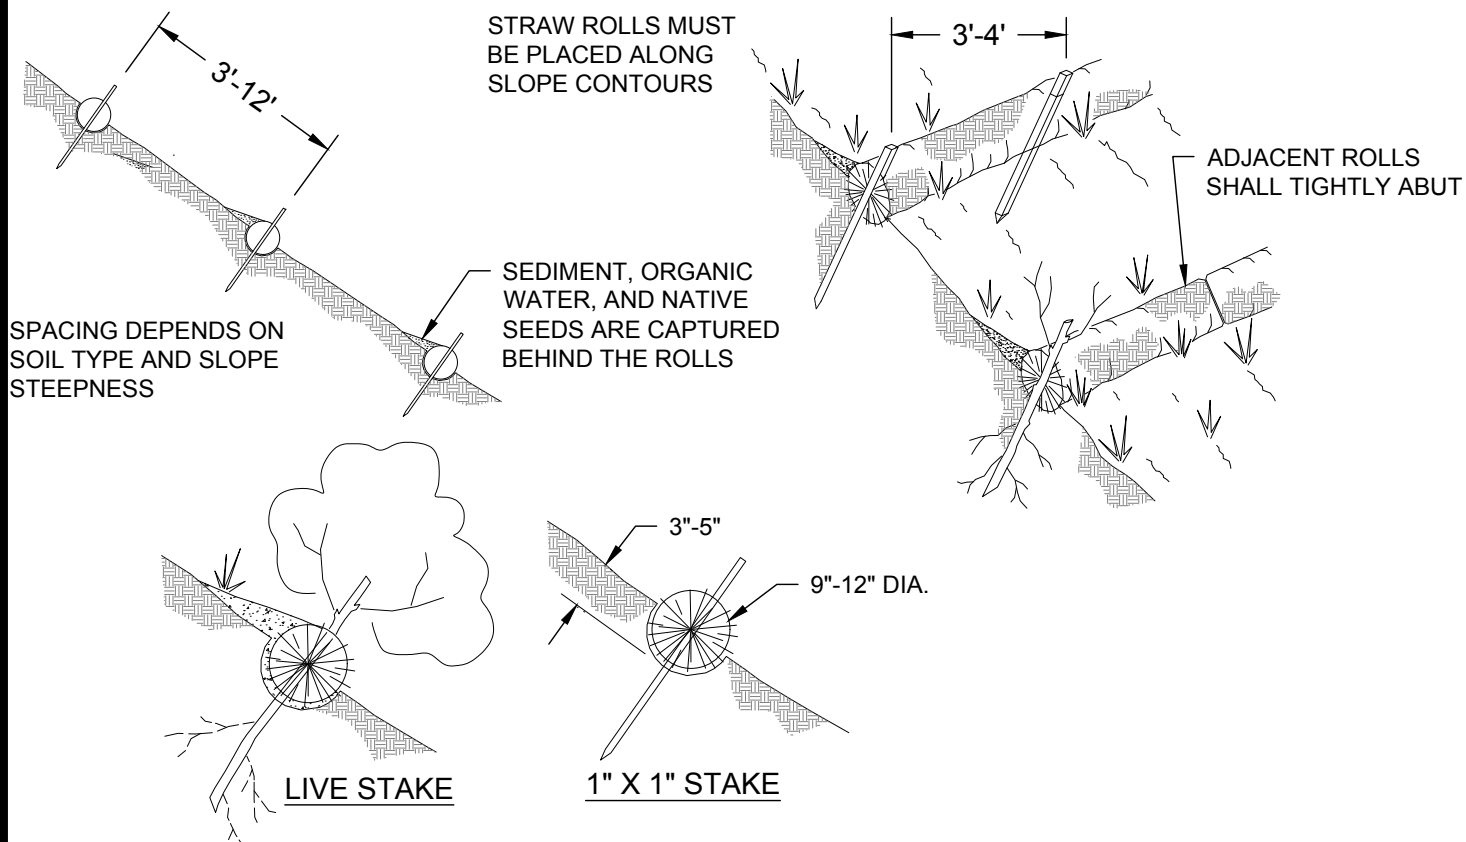 STRAW ROLLS MUST
BE PLACED ALONG
SLOPE CONTOURS
3'-12'
3'-4'
ADJACENT ROLLS
SHALL TIGHTLY ABUT
SEDIMENT, ORGANIC
WATER, AND NATIVE
SEEDS ARE CAPTURED
BEHIND THE ROLLS
SPACING DEPENDS ON
SOIL TYPE AND SLOPE
STEEPNESS
3"-5"
9"-12" DIA.
LIVE STAKE
1" X 1" STAKE